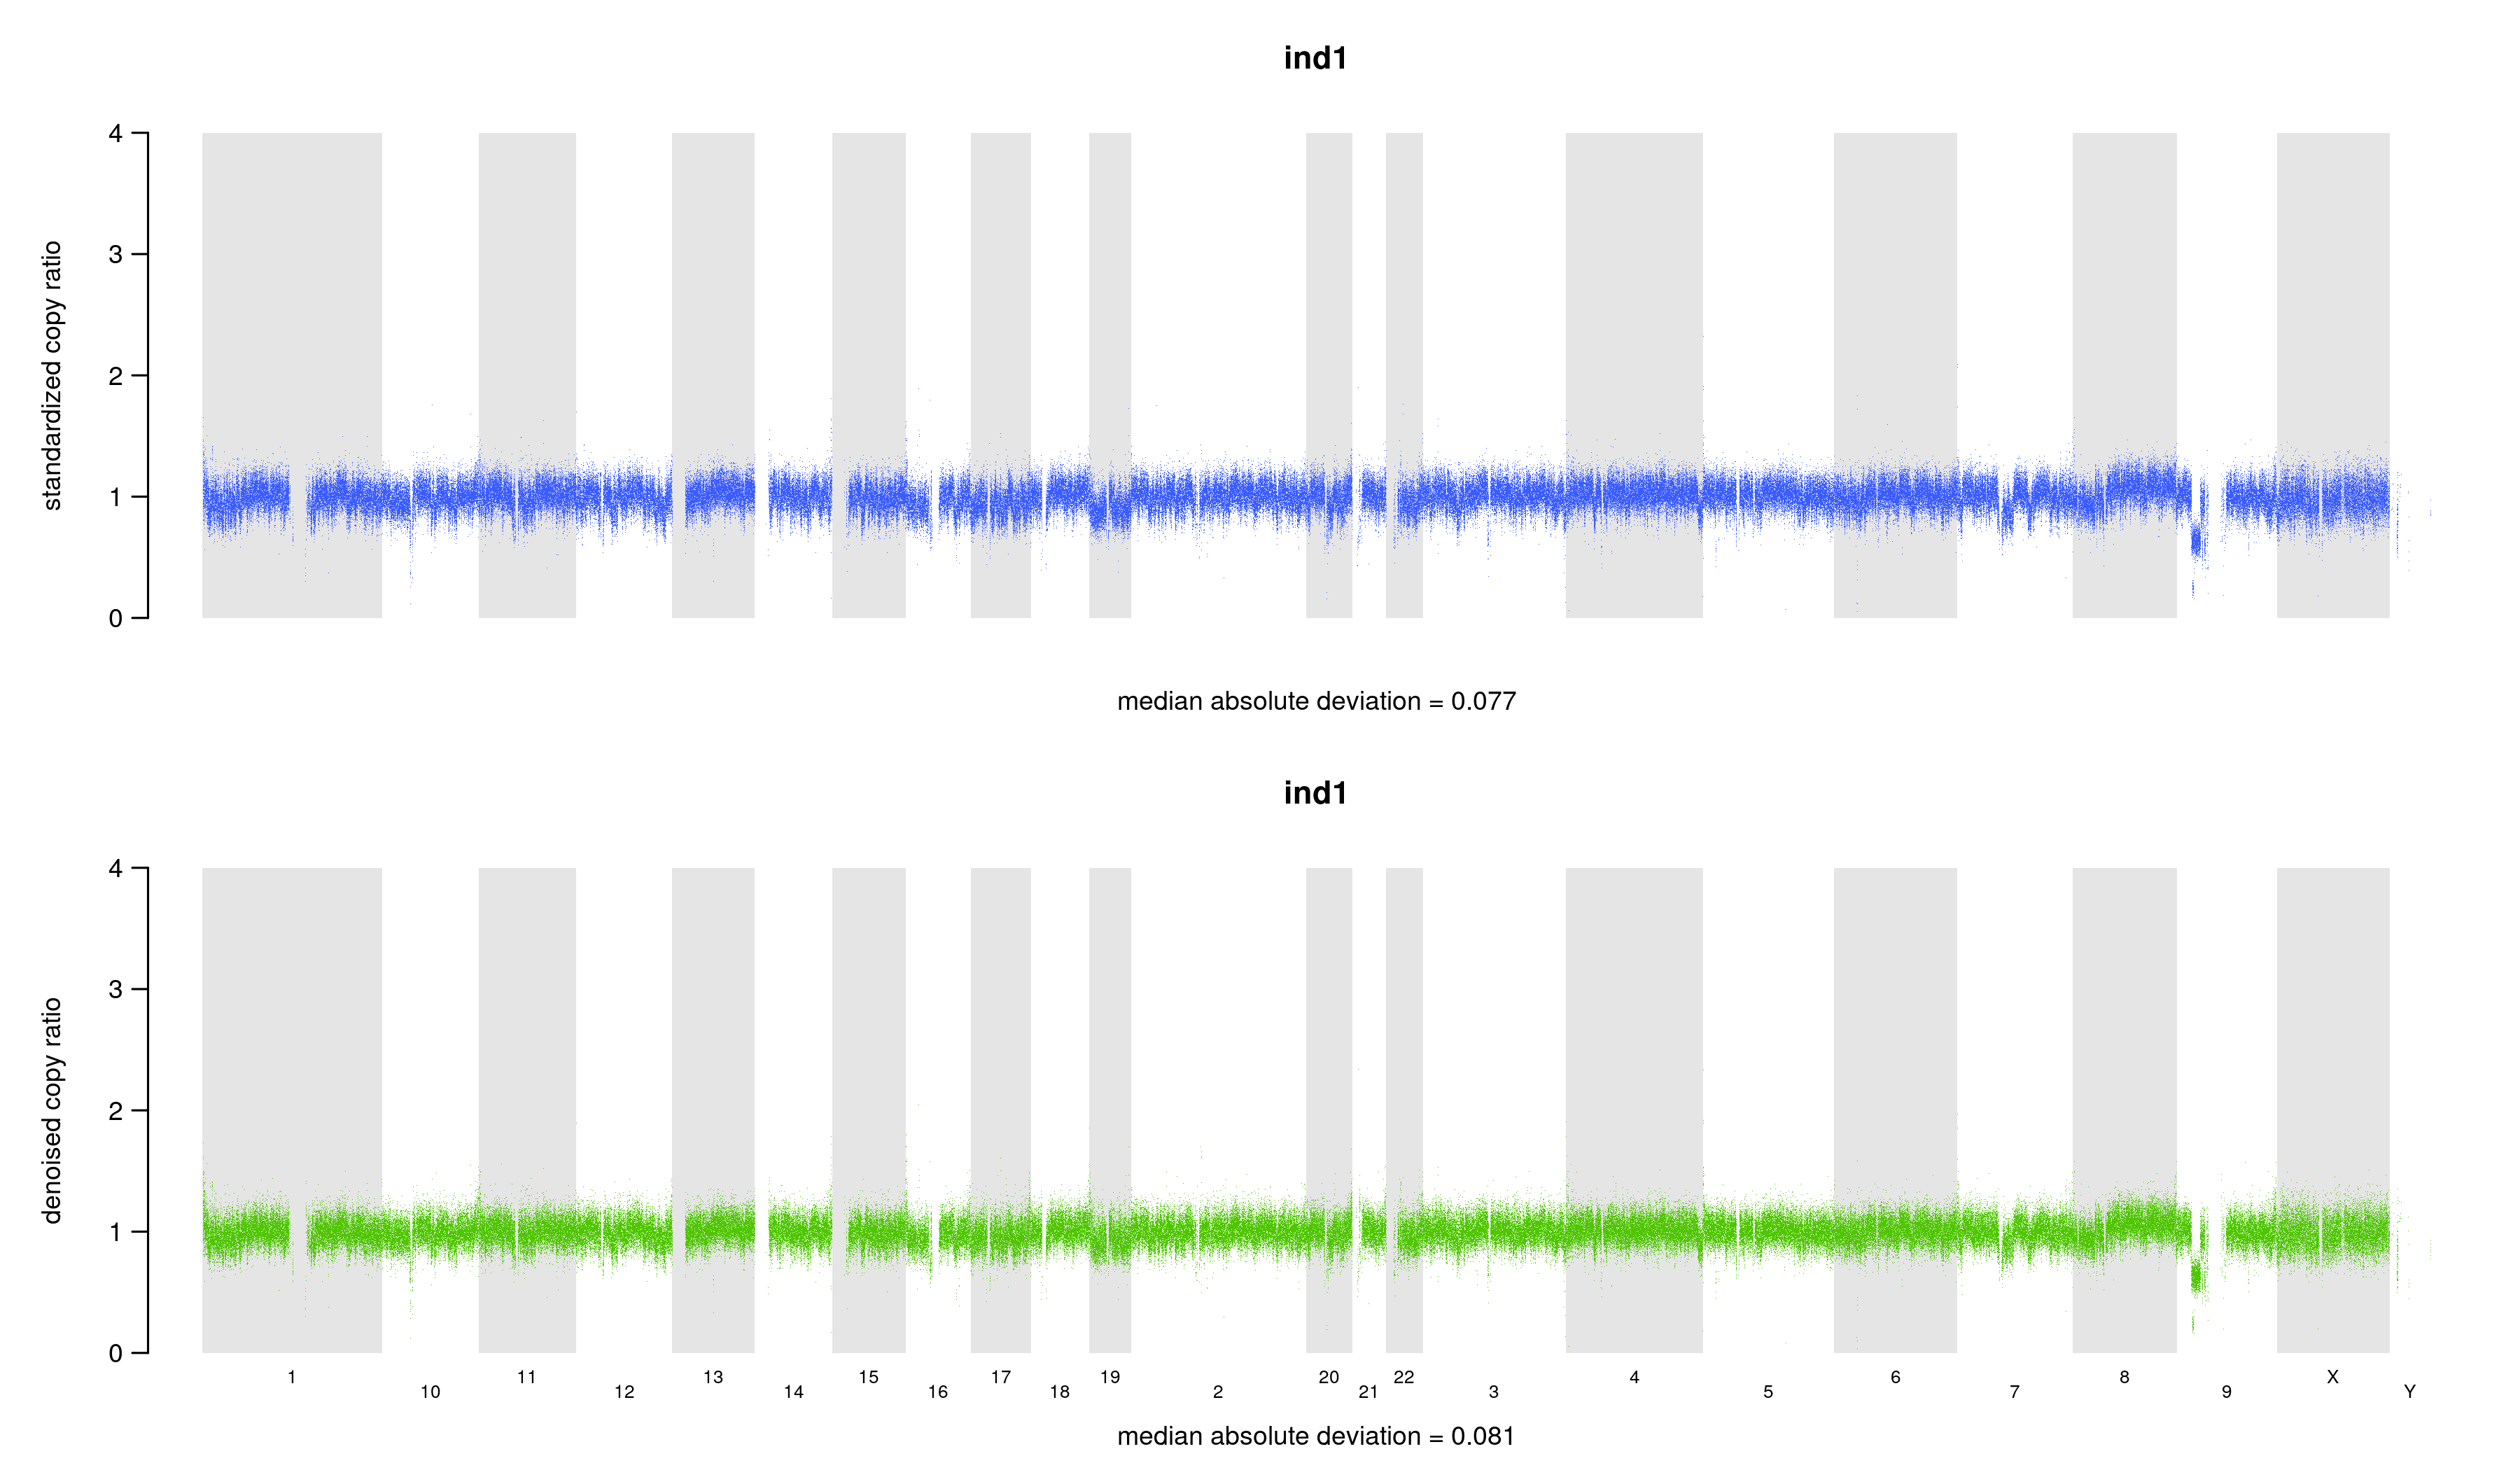 ind1
4
3
2
1
0
standardized copy ratio
median absolute deviation = 0.077
ind1
4
3
2
1
0
denoised copy ratio
1 11 13 15 17 19 20 22 4 6 8 X
10 12 14 16 18 2 21 3 5 7 9 Y
median absolute deviation = 0.081